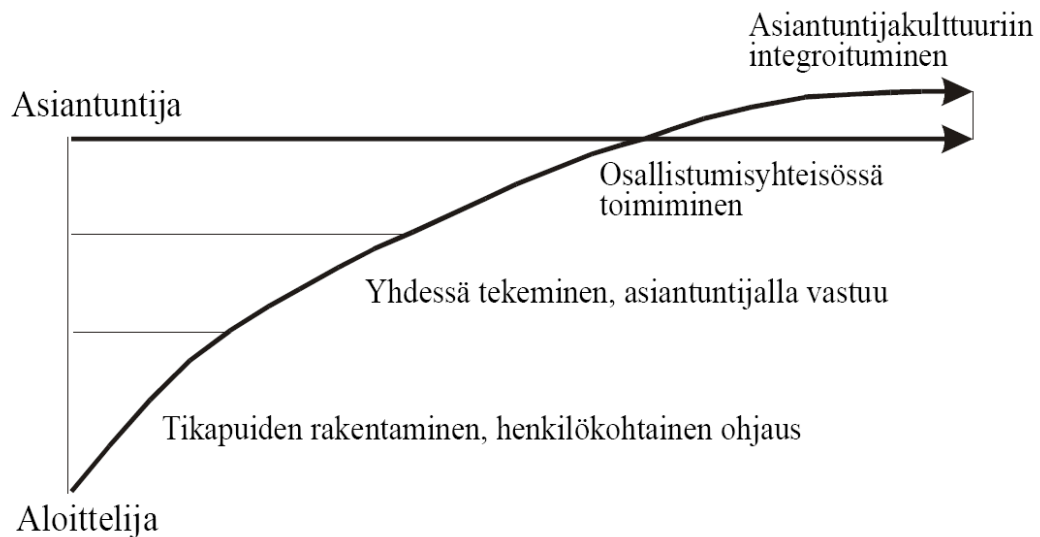 Asiantuntijakulttuuriin
integroituminen
Asiantuntija
Osallistumisyhteisössä
toimiminen
Yhdessä tekeminen, asiantuntijalla vastuu
Tikapuiden rakentaminen, henkilökohtainen ohjaus
Aloittelija